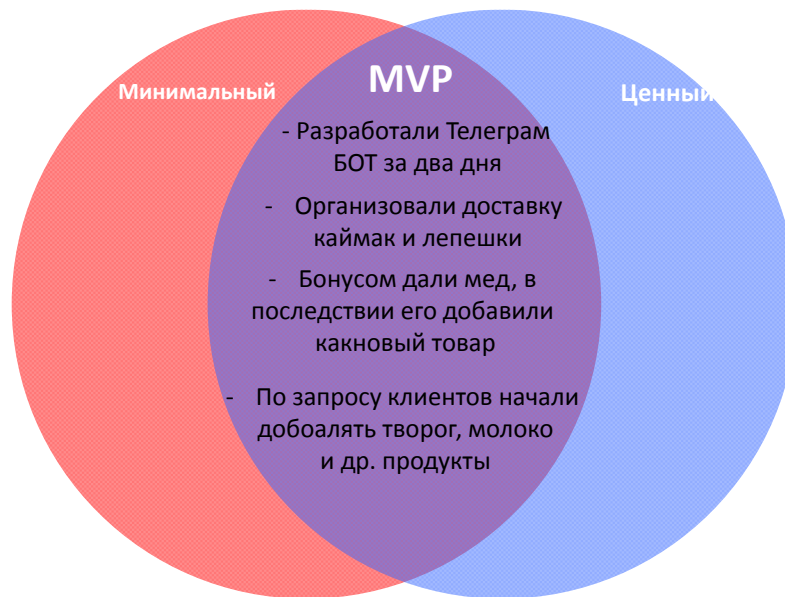 MVP
Минимальный
Ценный
- Разработали Телеграм
БОТ за два дня
- Организовали доставку
каймак и лепешки
- Бонусом дали мед, в
последствии его добавили
какновый товар
- По запросу клиентов начали
добоалять творог, молоко
и др. продукты